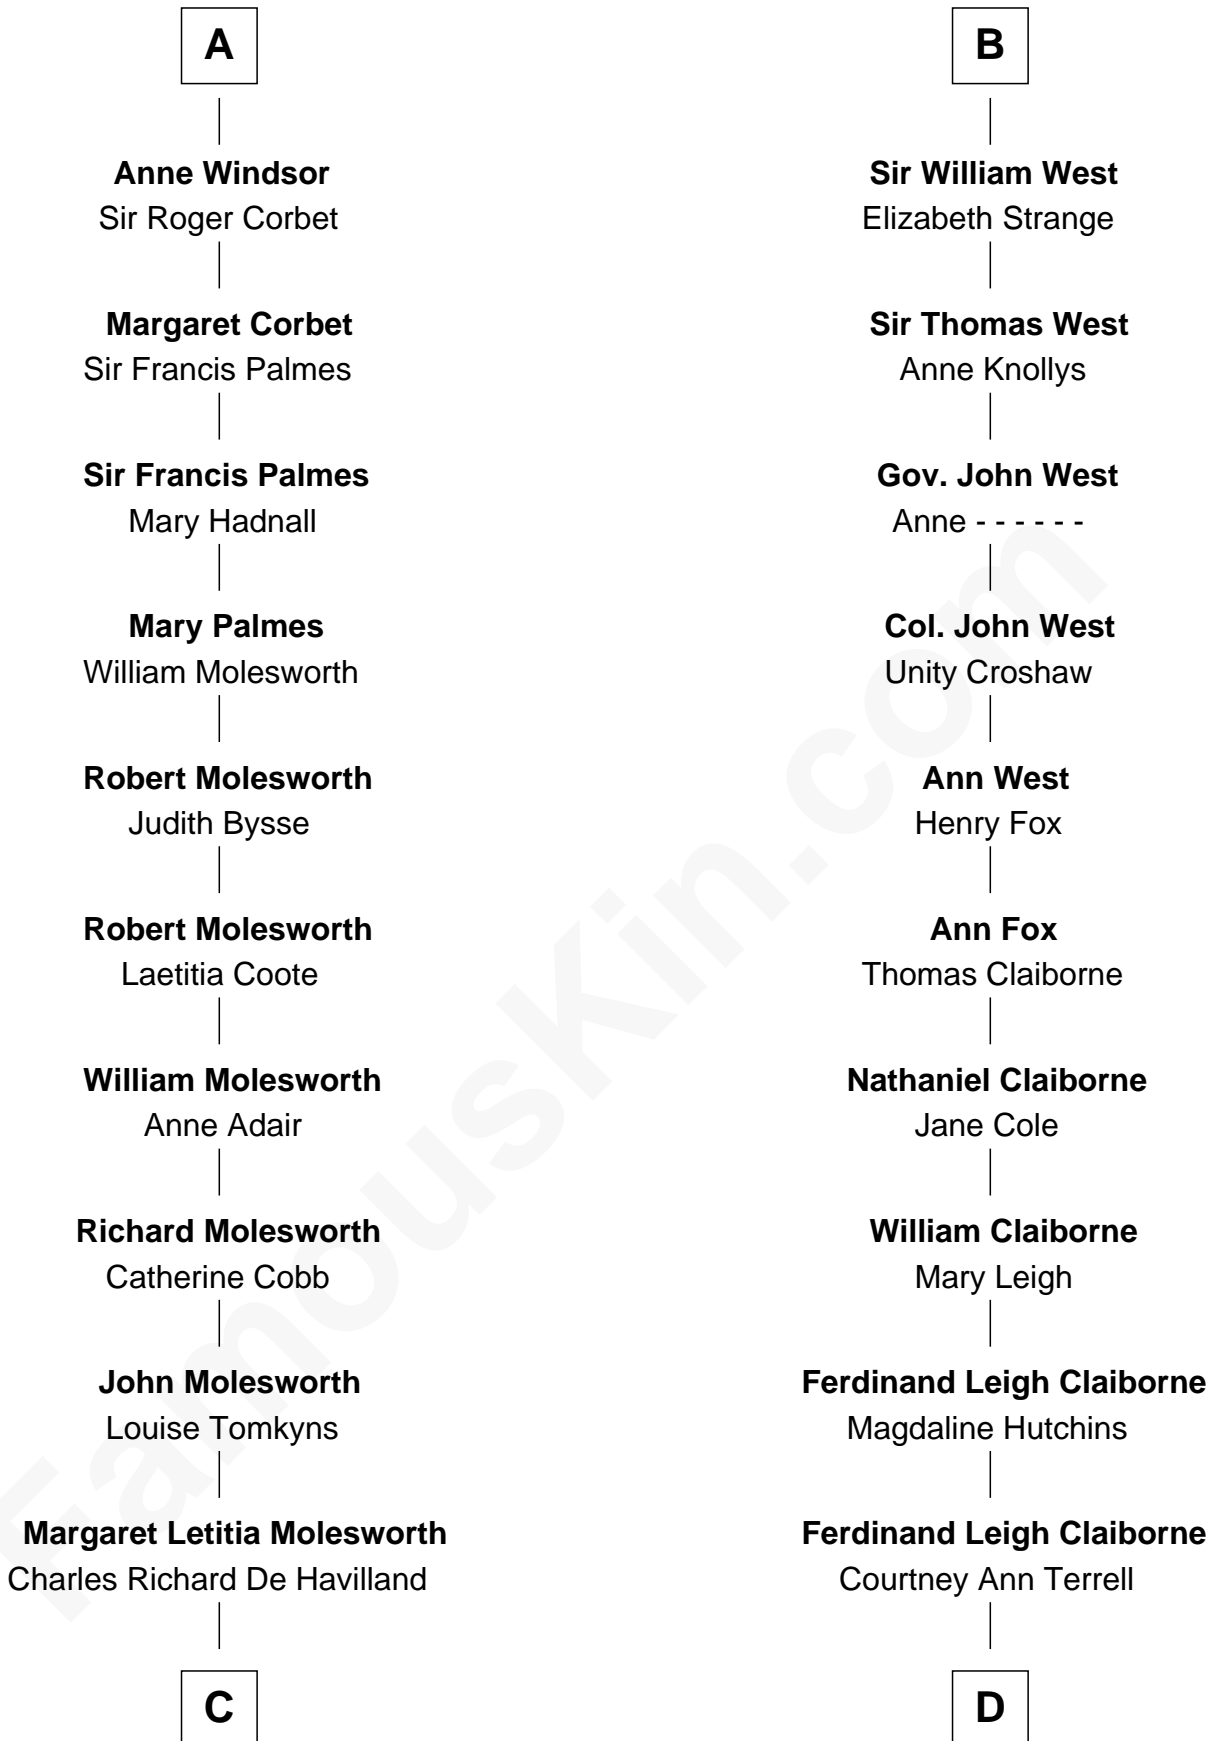 A
Anne Windsor
Sir Roger Corbet
Margaret Corbet
Sir Francis Palmes
Sir Francis Palmes
Mary Hadnall
Mary Palmes
William Molesworth
Robert Molesworth
Judith Bysse
Robert Molesworth
Laetitia Coote
William Molesworth
Anne Adair
Richard Molesworth
Catherine Cobb
John Molesworth
Louise Tomkyns
Margaret Letitia Molesworth
Charles Richard De Havilland
C
B
Sir William West
Elizabeth Strange
Sir Thomas West
Anne Knollys
Gov. John West
Anne - - - - - -
Col. John West
Unity Croshaw
Ann West
Henry Fox
Ann Fox
Thomas Claiborne
Nathaniel Claiborne
Jane Cole
William Claiborne
Mary Leigh
Ferdinand Leigh Claiborne
Magdaline Hutchins
Ferdinand Leigh Claiborne
Courtney Ann Terrell
D
FamousKin.com